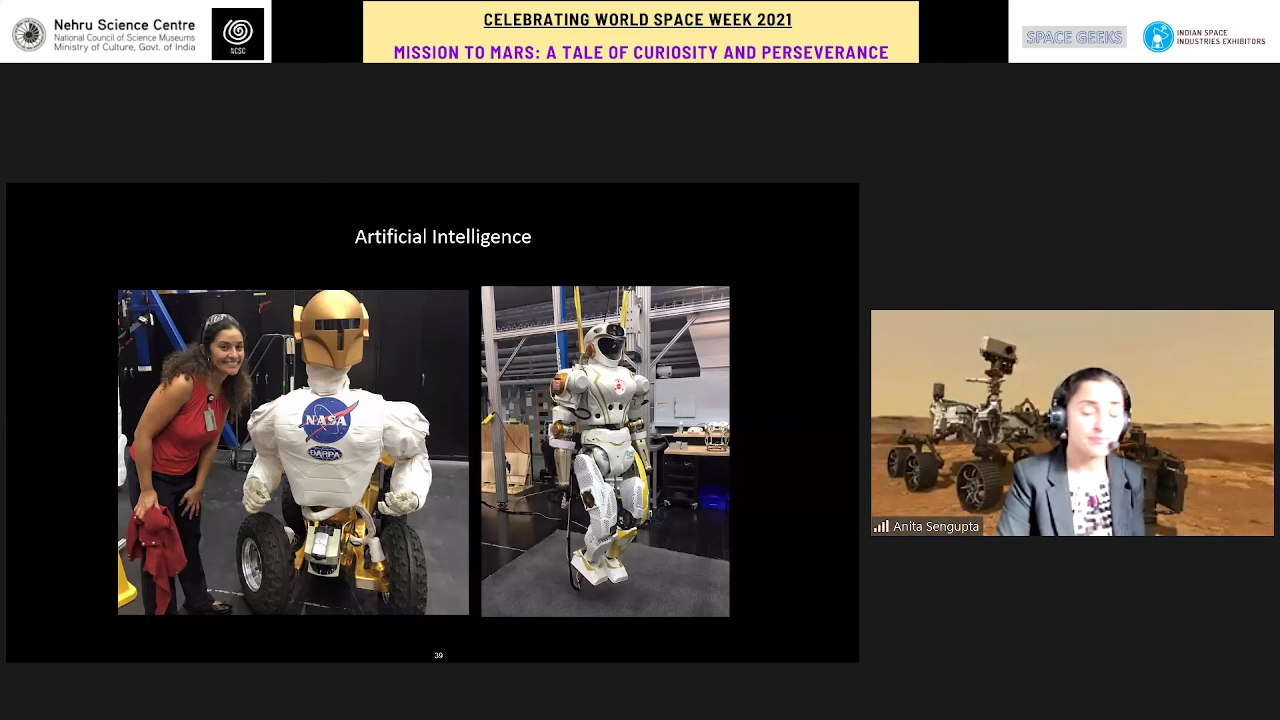 Nehru Science Centre
National Council of Science Museums
Ministry of Culture, Govt. of India
NCSC
CELEBRATING WORLD SPACE WEEK 2021
MISSION TO MARS: A TALE OF CURIOSITY AND PERSEVERANCE
SPACE GEEKS
INDIAN SPACE
INDUSTRIES EXHIBITORS
Artificial Intelligence
NASA
DARPA
Anita Sengupta
39